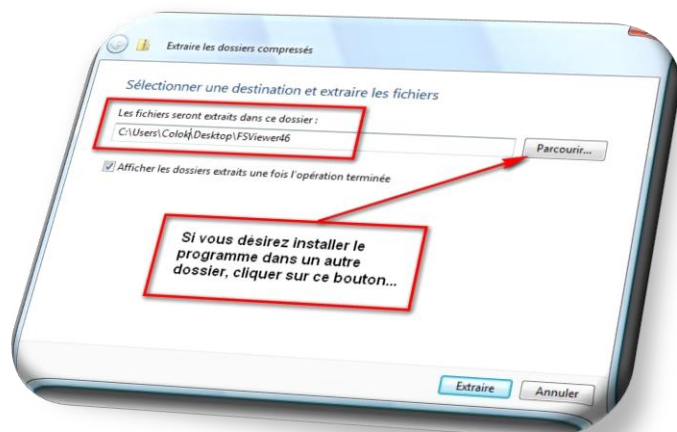 Extraire les dossiers compressés
Sélectionner une destination et extraire les fichiers
Les fichiers seront extraits dans ce dossier :
C:\Users\Colok\Desktop\FSViewer46
Parcourir...
Afficher les dossiers extraits une fois l'opération terminée
Si vous désirez installer le
programme dans un autre
dossier, cliquer sur ce bouton...
Extraire
Annuler